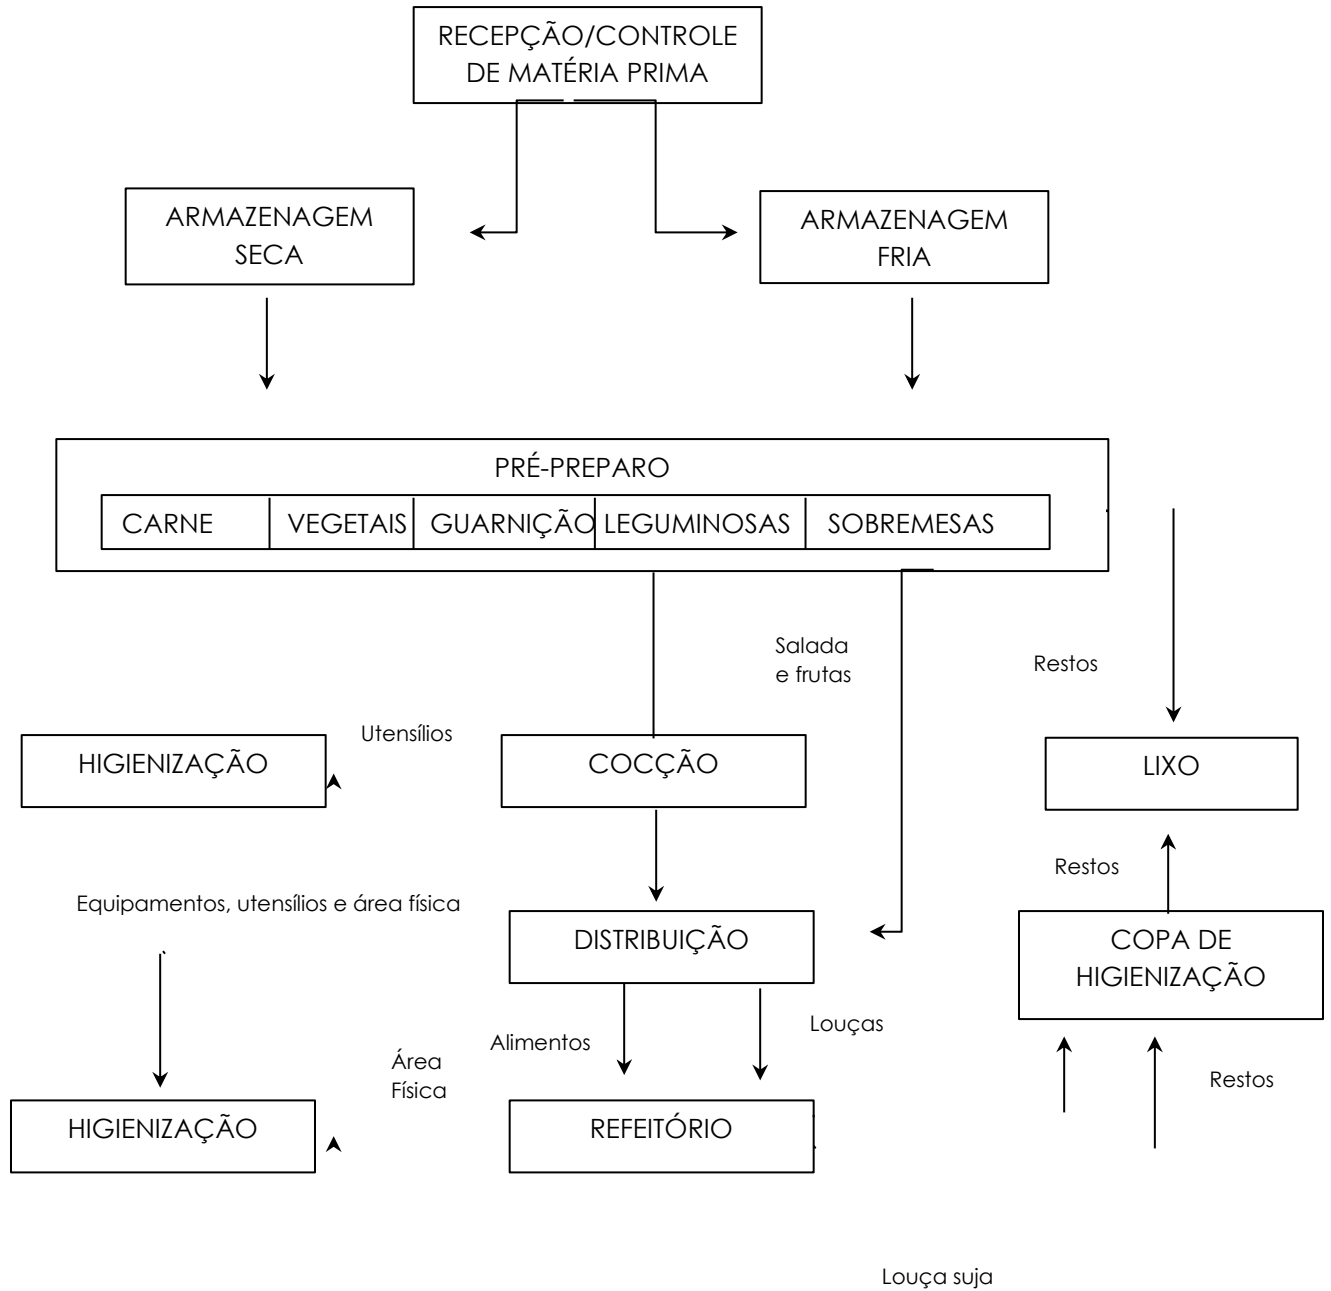 RECEPÇÃO/CONTROLE
DE MATÉRIA PRIMA
ARMAZENAGEM
SECA
ARMAZENAGEM
FRIA
PRÉ-PREPARO
CARNE
VEGETAIS
GUARNIÇÃO
LEGUMINOSAS
SOBREMESAS
Salada
e frutas
Restos
Utensílios
HIGIENIZAÇÃO
COCÇÃO
LIXO
Restos
Equipamentos, utensílios e área física
DISTRIBUIÇÃO
COPA DE
HIGIENIZAÇÃO
Louças
Alimentos
Área
Física
Restos
HIGIENIZAÇÃO
REFEITÓRIO
Louça suja